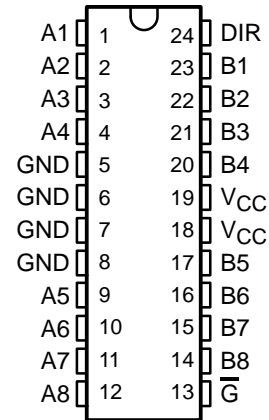 A1 1 24 DIR
A2 2 23 B1
A3 3 22 B2
A4 4 21 B3
GND 5 20 B4
GND 6 19 VCC
GND 7 18 VCC
GND 8 17 B5
A5 9 16 B6
A6 10 15 B7
A7 11 14 B8
A8 12 13 G̅